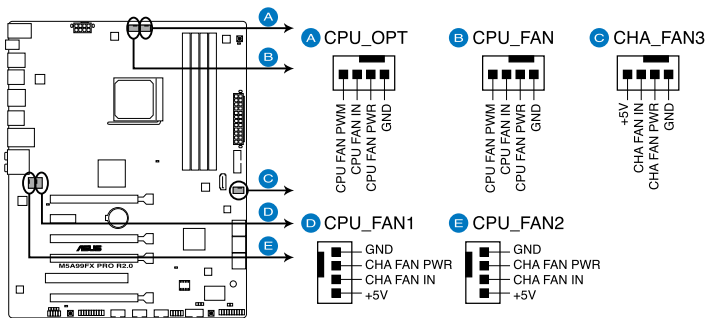 A
B
C
D
E
ASUS
M5A99FX PRO R2.0
A CPU_OPT
CPU FAN PWM
CPU FAN IN
CPU FAN PWR
GND
B CPU_FAN
CPU FAN PWM
CPU FAN IN
CPU FAN PWR
GND
C CHA_FAN3
+5V
CHA FAN IN
CHA FAN PWR
GND
D CPU_FAN1
GND
CHA FAN PWR
CHA FAN IN
+5V
E CPU_FAN2
GND
CHA FAN PWR
CHA FAN IN
+5V